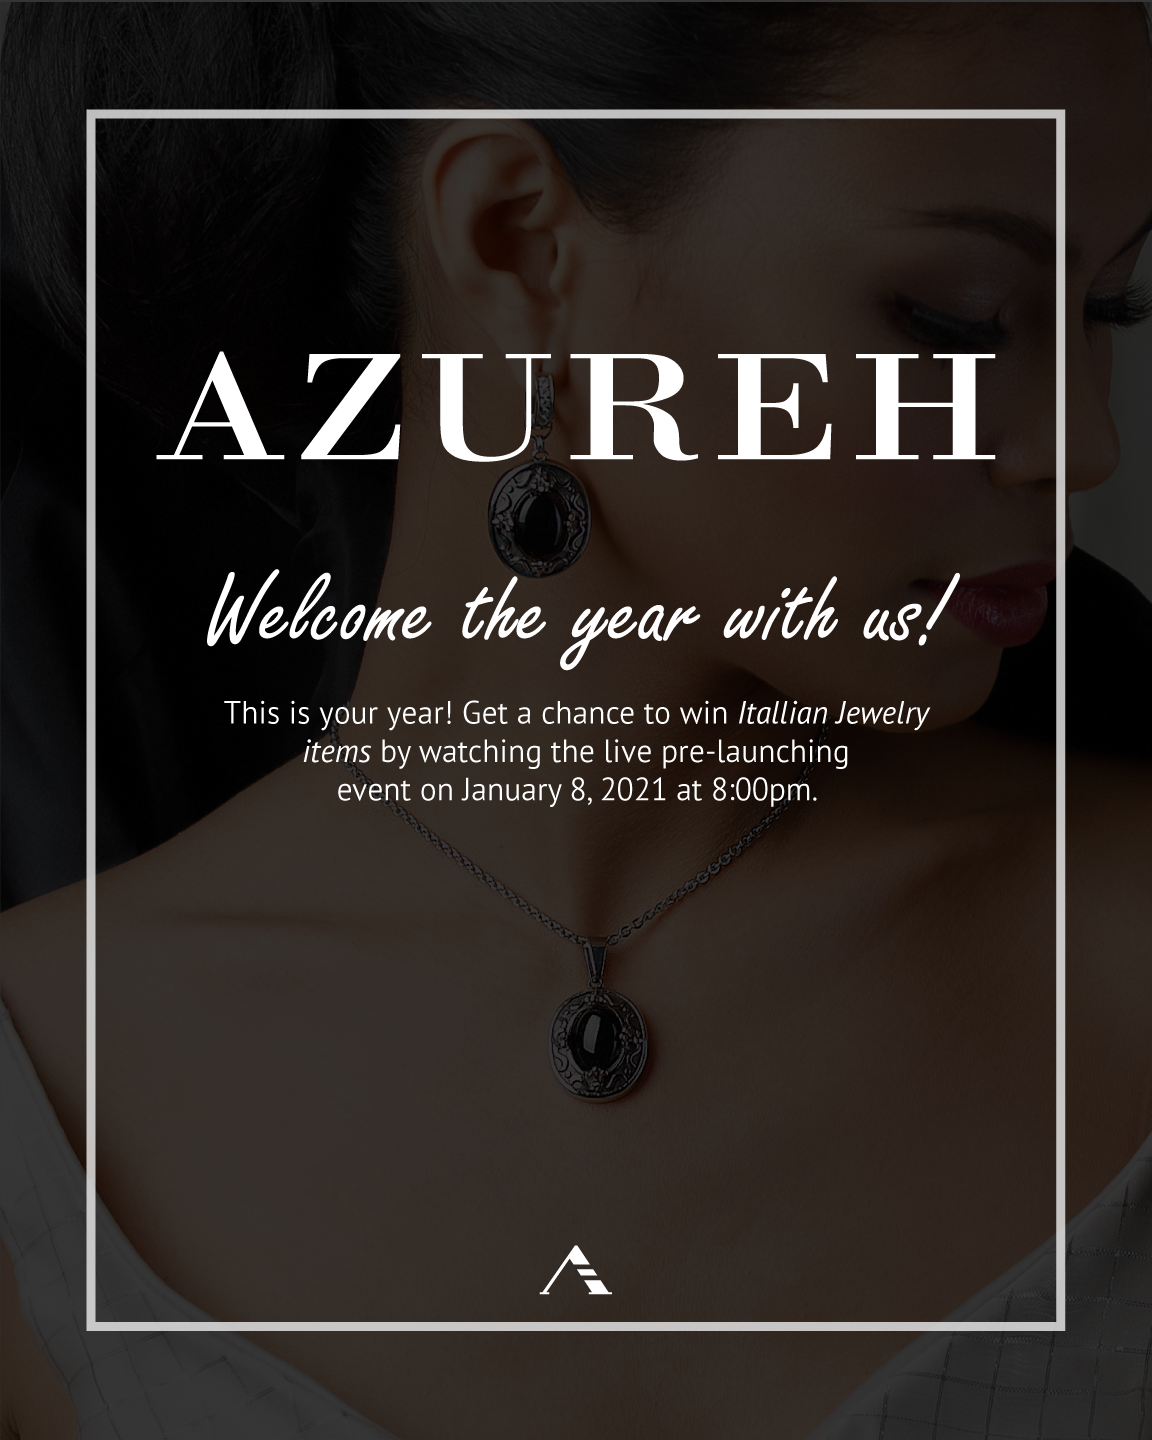 AZUREH
Welcome the year with us!
This is your year! Get a chance to win Itallian Jewelry
items by watching the live pre-launching
event on January 8, 2021 at 8:00pm.